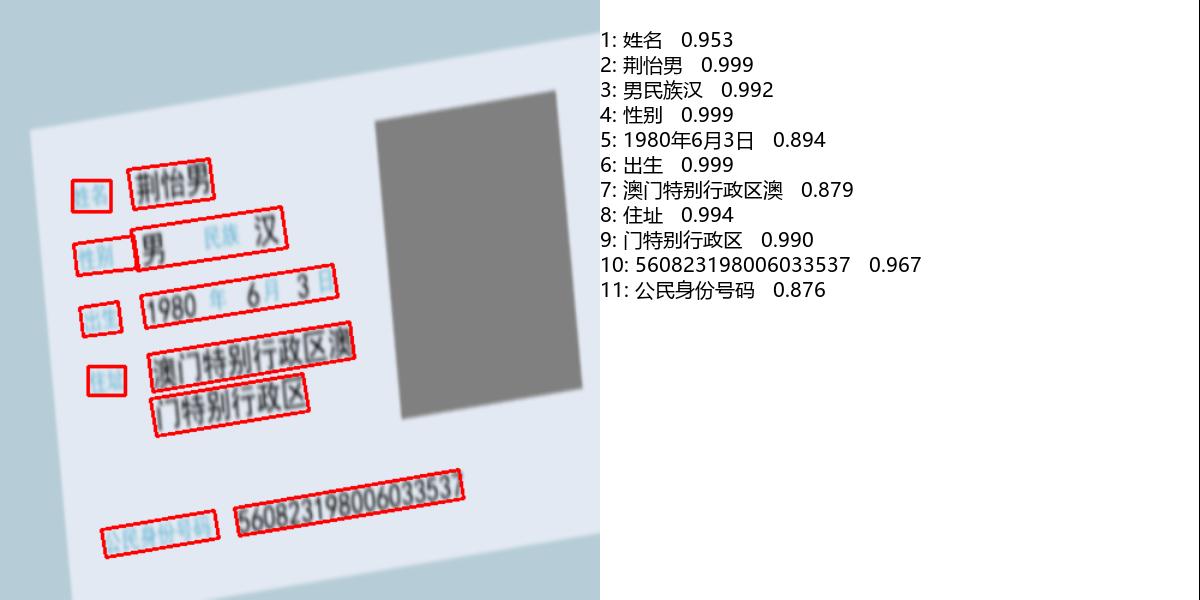 姓名 荆怡男
性别 男 民族 汉
出生 1980 年 6 月 3 日
住址 澳门特别行政区澳
门特别行政区
公民身份号码 560823198006033537
1: 姓名 0.953
2: 荆怡男 0.999
3: 男民族汉 0.992
4: 性别 0.999
5: 1980年6月3日 0.894
6: 出生 0.999
7: 澳门特别行政区澳 0.879
8: 住址 0.994
9: 门特别行政区 0.990
10: 560823198006033537 0.967
11: 公民身份号码 0.876